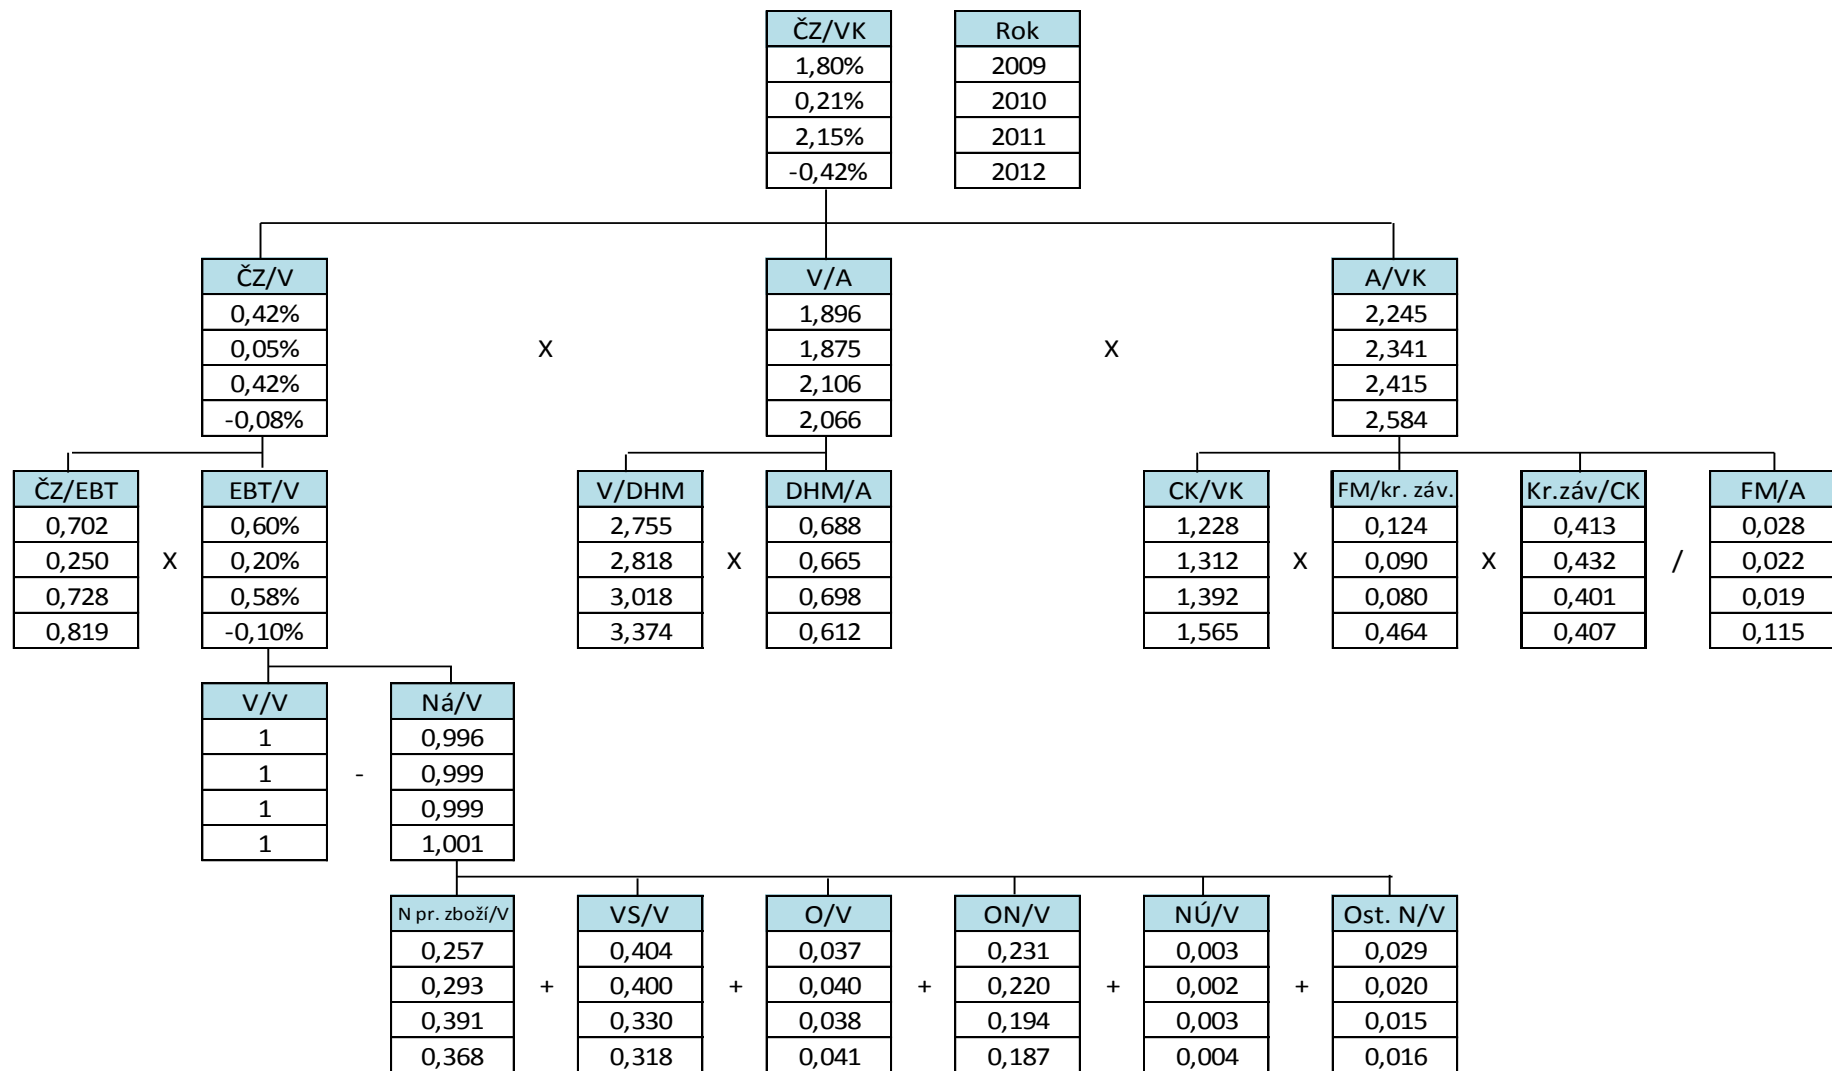 ČZ/VK Rok
1,80% 2009
0,21% 2010
2,15% 2011
-0,42% 2012
ČZ/V V/A A/VK
0,42% 1,896 2,245
0,05% X 1,875 X 2,341
0,42% 2,106 2,415
-0,08% 2,066 2,584
ČZ/EBT EBT/V V/DHM DHM/A CK/VK FM/kr. záv. Kr.záv/CK FM/A
0,702 0,60% 2,755 0,688 1,228 0,124 0,413 0,028
0,250 X 0,20% 2,818 X 0,665 1,312 X 0,090 X 0,432 / 0,022
0,728 0,58% 3,018 0,698 1,392 0,080 0,401 0,019
0,819 -0,10% 3,374 0,612 1,565 0,464 0,407 0,115
V/V Ná/V
1 0,996
1 - 0,999
1 0,999
1 1,001
N pr. zboží/V VS/V O/V ON/V NÚ/V Ost. N/V
0,257 0,404 0,037 0,231 0,003 0,029
0,293 + 0,400 + 0,040 + 0,220 + 0,002 + 0,020
0,391 0,330 0,038 0,194 0,003 0,015
0,368 0,318 0,041 0,187 0,004 0,016